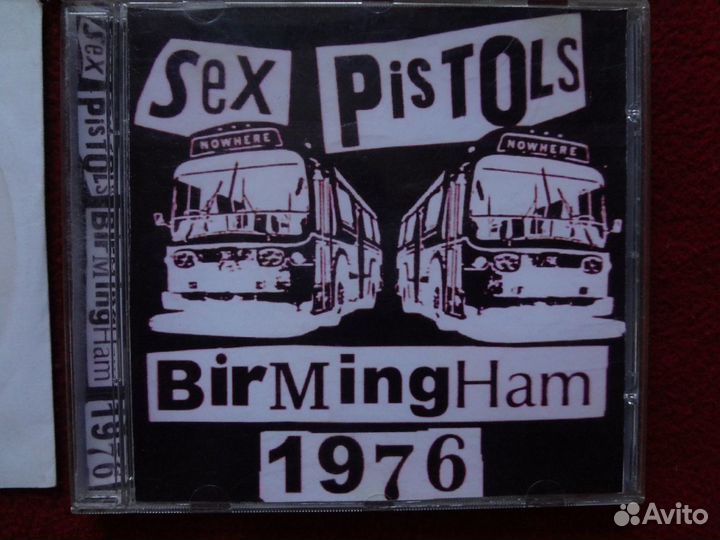 Sex PiSTOLS
NOWHERE NOWHERE
BirMingHam
1976
Sex PiSTOLS BirMingHam 1976
Avito